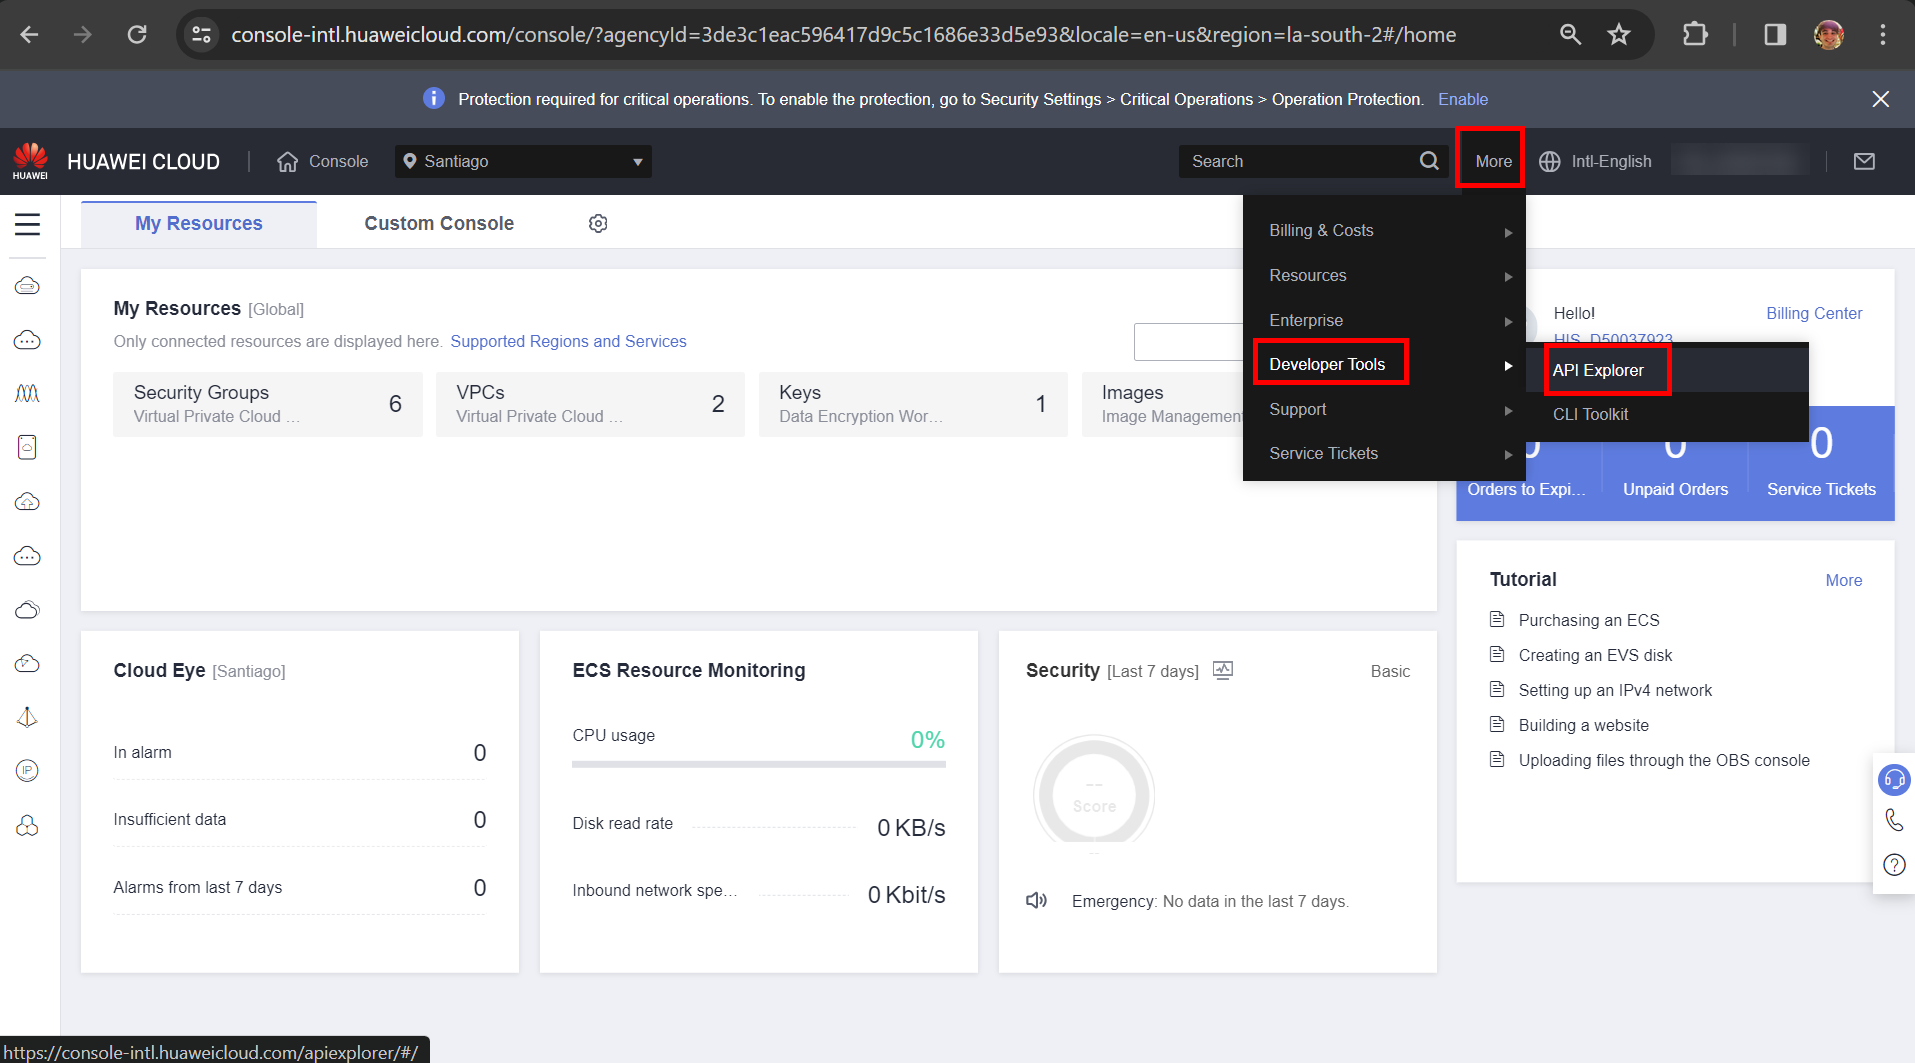 console-intl.huaweicloud.com/console/?agencyId=3de3c1eac596417d9c5c1686e33d5e93&locale=en-us&region=la-south-2#/home
Protection required for critical operations. To enable the protection, go to Security Settings > Critical Operations > Operation Protection. Enable
HUAWEI
HUAWEI CLOUD
Console
Santiago
Search
More
Intl-English
My Resources
Custom Console
Billing & Costs
Resources
Enterprise
Developer Tools
Support
Service Tickets
API Explorer
CLI Toolkit
My Resources [Global]
Only connected resources are displayed here. Supported Regions and Services
Security Groups
Virtual Private Cloud ...
6
VPCs
Virtual Private Cloud ...
2
Keys
Data Encryption Wor...
1
Images
Image Management
Hello!
Billing Center
HIS_D50037923
0
0
0
Orders to Expi...
Unpaid Orders
Service Tickets
Cloud Eye [Santiago]
In alarm
0
Insufficient data
0
Alarms from last 7 days
0
ECS Resource Monitoring
CPU usage
0%
Disk read rate
0 KB/s
Inbound network spe...
0 Kbit/s
Security [Last 7 days]
Basic
--
Score
--
Emergency: No data in the last 7 days.
Tutorial
More
Purchasing an ECS
Creating an EVS disk
Setting up an IPv4 network
Building a website
Uploading files through the OBS console
IP
https://console-intl.huaweicloud.com/apiexplorer/#/